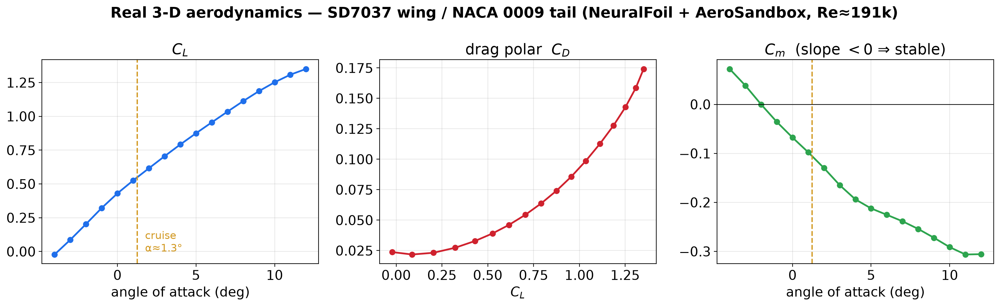 Real 3-D aerodynamics — SD7037 wing / NACA 0009 tail (NeuralFoil + AeroSandbox, Re≈191k)
C_L
1.25
1.00
0.75
0.50
0.25
0.00
cruise
α≈1.3°
0 5 10
angle of attack (deg)
drag polar C_D
0.175
0.150
0.125
0.100
0.075
0.050
0.025
0.00 0.25 0.50 0.75 1.00 1.25
C_L
C_m (slope < 0 ⇒ stable)
0.0
−0.1
−0.2
−0.3
0 5 10
angle of attack (deg)